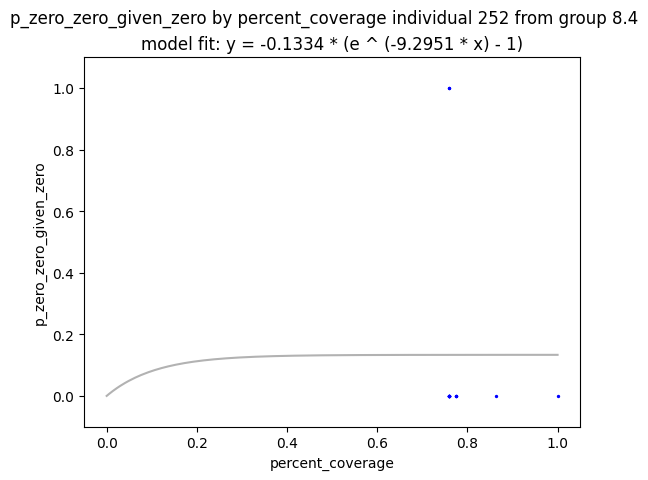 p_zero_zero_given_zero by percent_coverage individual 252 from group 8.4
model fit: y = -0.1334 * (e ^ (-9.2951 * x) - 1)
1.0
0.8
0.6
0.4
0.2
0.0
p_zero_zero_given_zero
0.0 0.2 0.4 0.6 0.8 1.0
percent_coverage